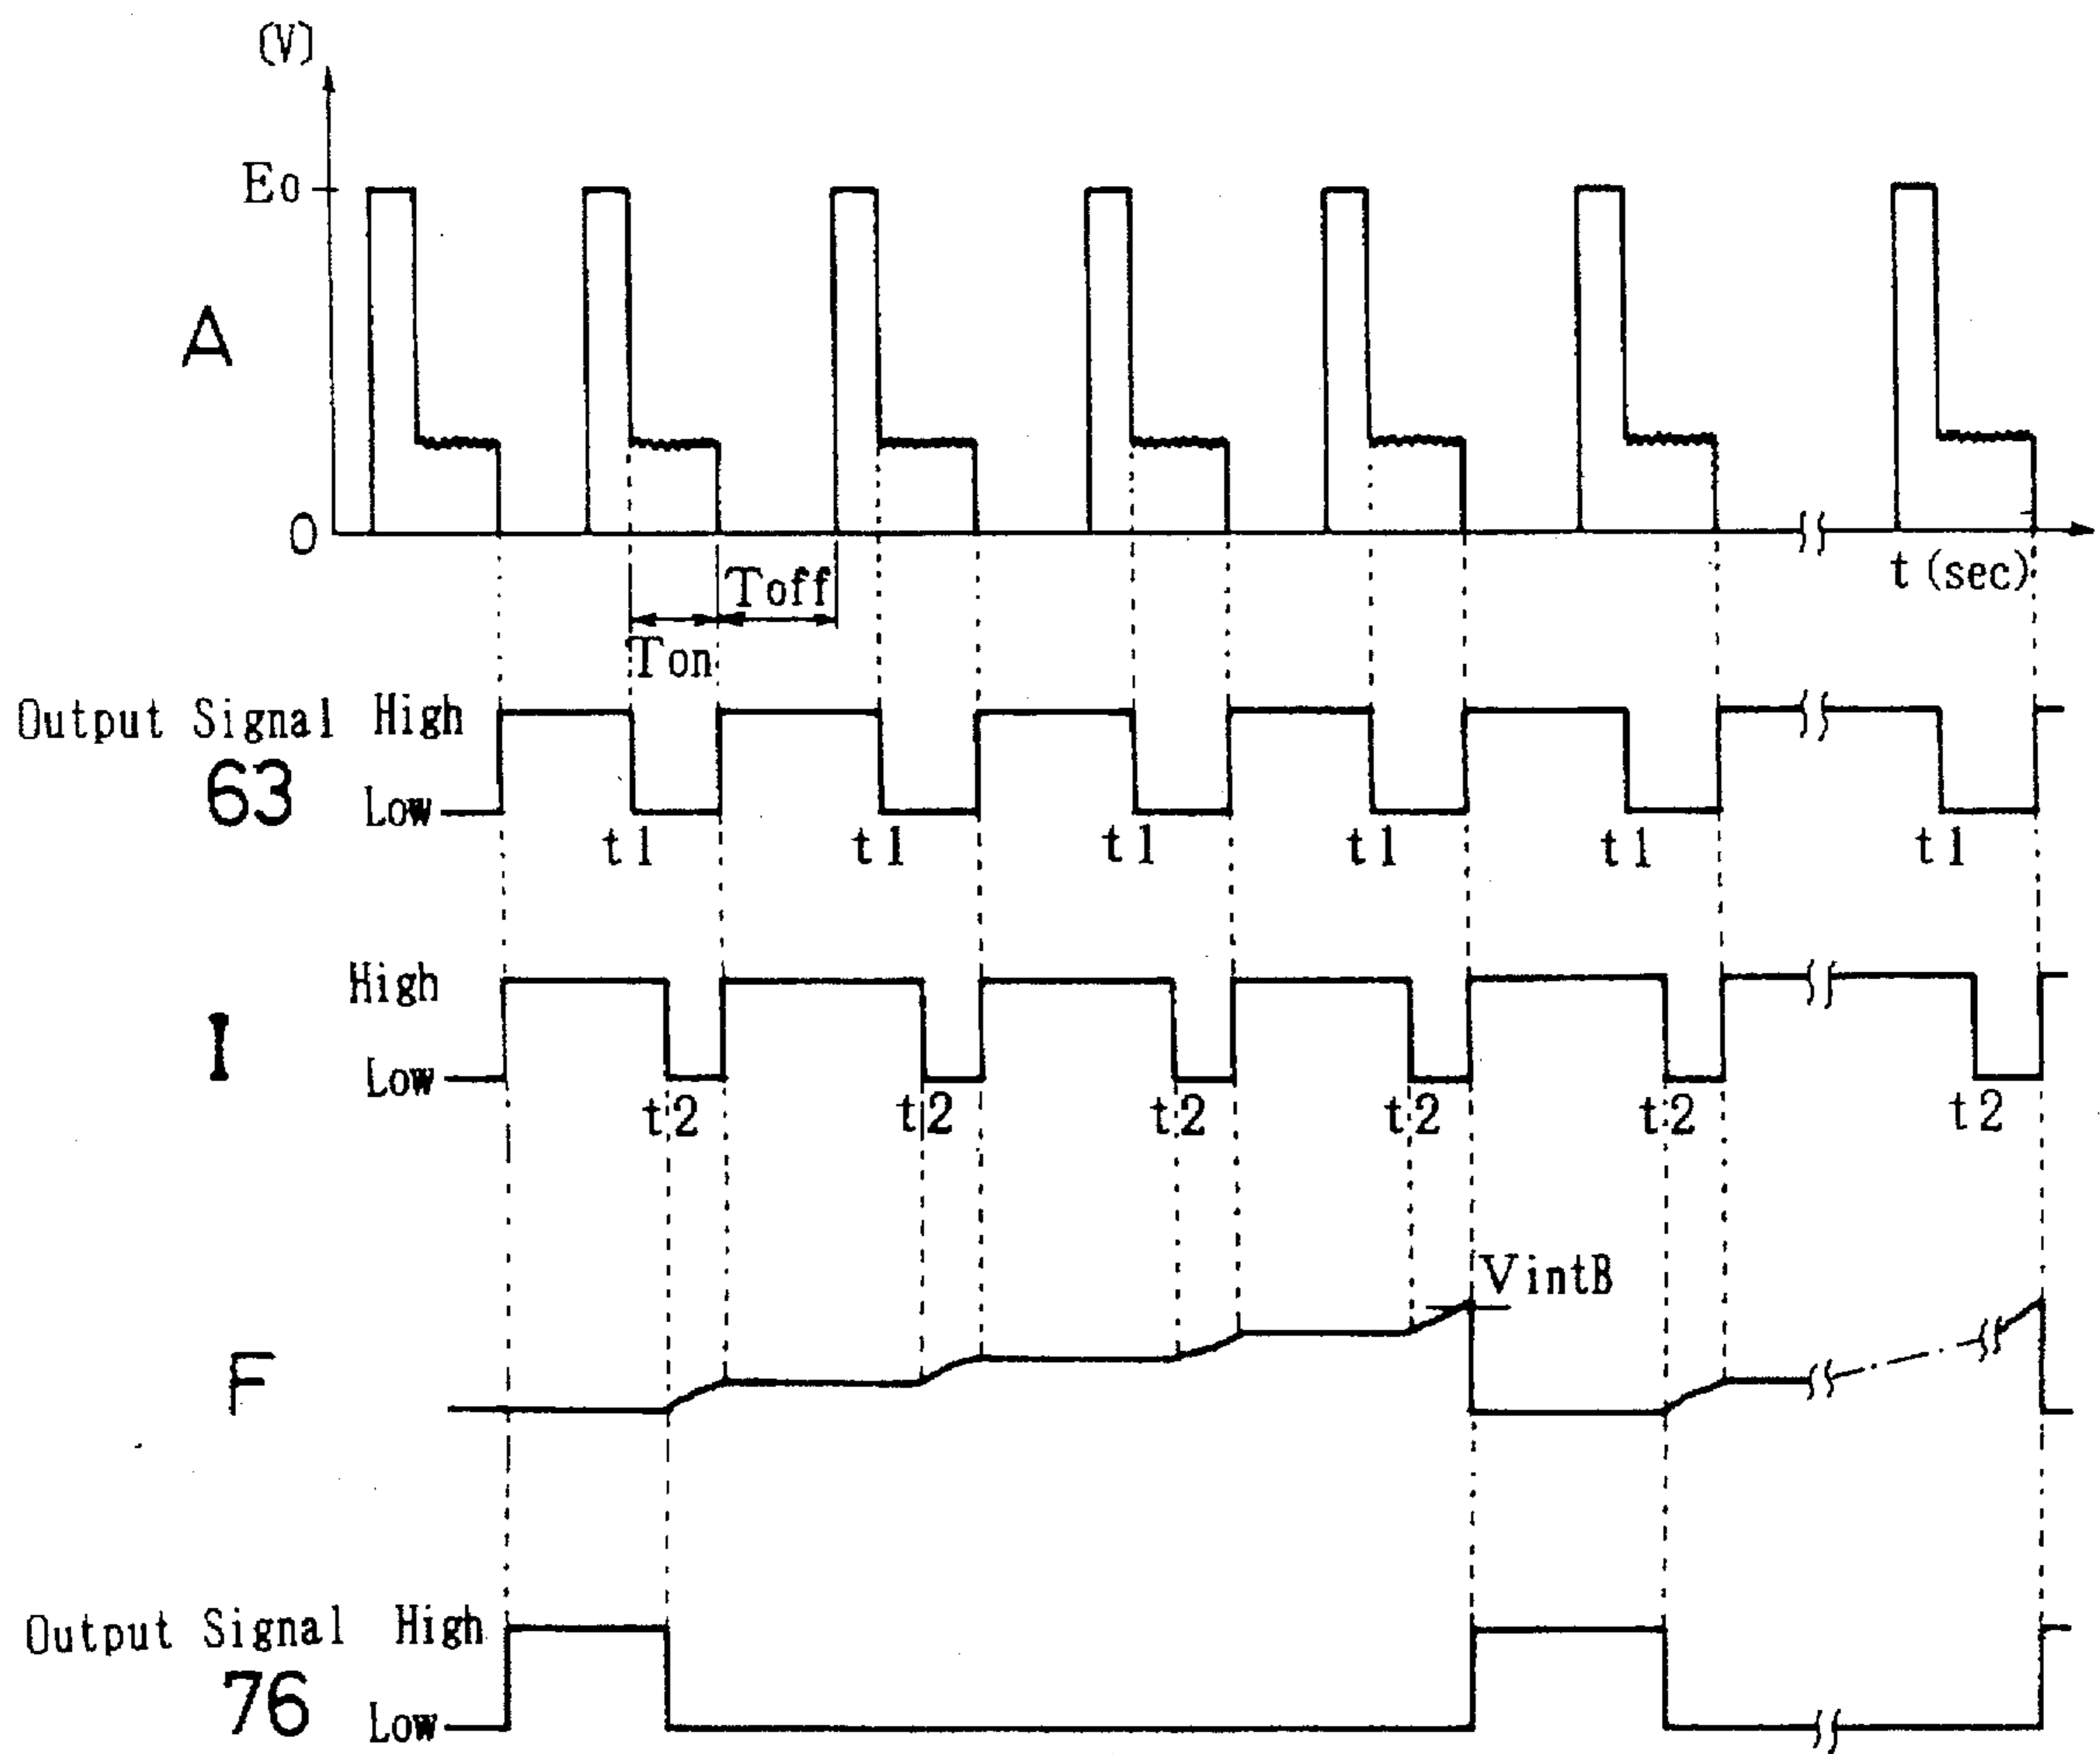 (V)
Eo
A
0
t (sec)
Toff
Ton
Output Signal High
63
Low
t1 t1 t1 t1 t1 t1
High
I
Low
t2 t2 t2 t2 t2 t2
VintB
F
Output Signal High
76
Low